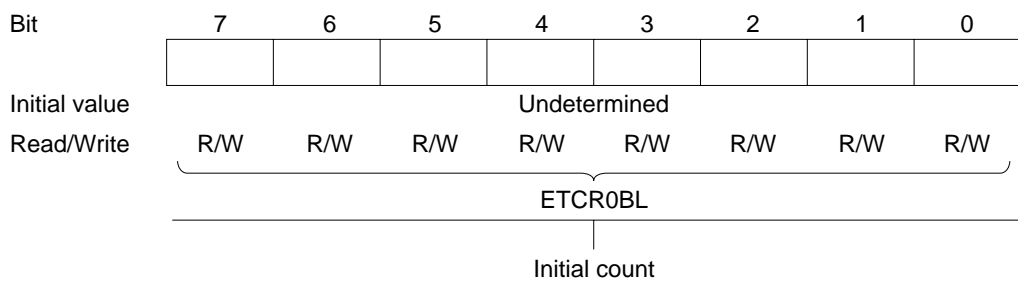 Bit 7 6 5 4 3 2 1 0
Initial value Undetermined
Read/Write R/W R/W R/W R/W R/W R/W R/W R/W
ETCR0BL
Initial count